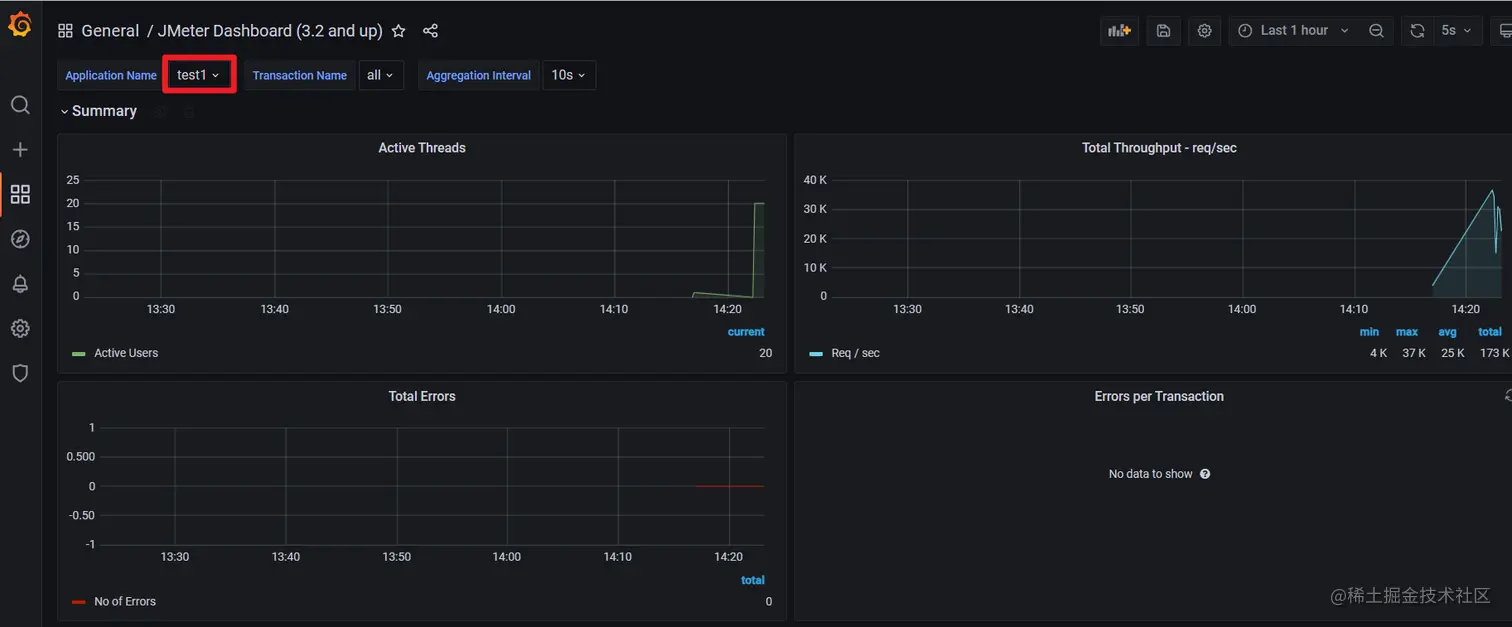 General / JMeter Dashboard (3.2 and up)
Last 1 hour
5s
Application Name test1 Transaction Name all Aggregation Interval 10s
Summary
Active Threads
25
20
15
10
5
0
13:30 13:40 13:50 14:00 14:10 14:20
current
Active Users 20
Total Throughput - req/sec
40 K
30 K
20 K
10 K
0
13:30 13:40 13:50 14:00 14:10 14:20
min max avg total
Req / sec 4 K 37 K 25 K 173 K
Total Errors
1
0.500
0
-0.50
-1
13:30 13:40 13:50 14:00 14:10 14:20
total
No of Errors 0
Errors per Transaction
No data to show
@稀土掘金技术社区